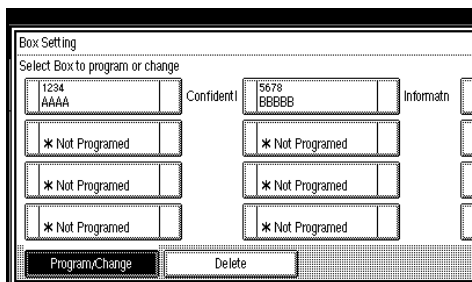 Box Setting
Select Box to program or change
1234
AAAA
Confidentl
5678
BBBBB
Informatn
* Not Programed
* Not Programed
* Not Programed
* Not Programed
* Not Programed
* Not Programed
Program/Change
Delete